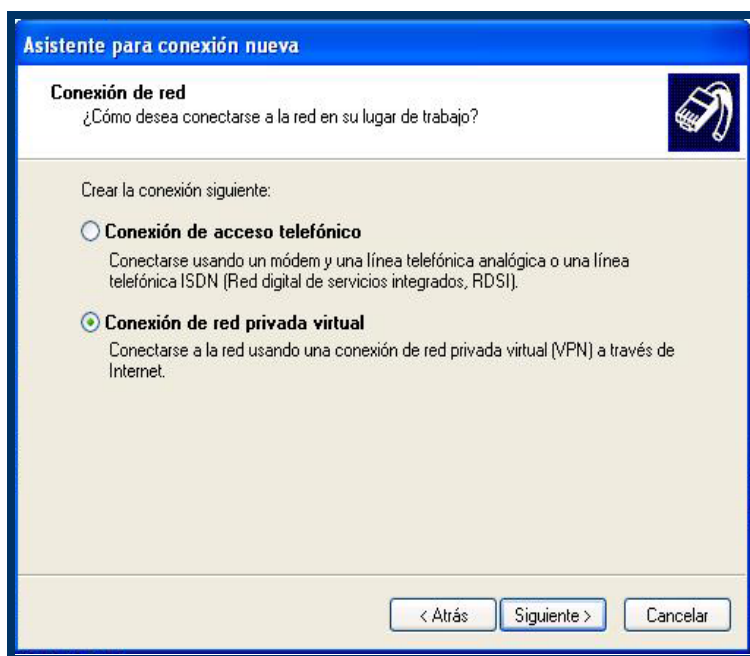 Asistente para conexión nueva
Conexión de red
¿Cómo desea conectarse a la red en su lugar de trabajo?
Crear la conexión siguiente:
Conexión de acceso telefónico
Conectarse usando un módem y una línea telefónica analógica o una línea
telefónica ISDN (Red digital de servicios integrados, RDSI).
Conexión de red privada virtual
Conectarse a la red usando una conexión de red privada virtual (VPN) a través de
Internet.
< Atrás Siguiente > Cancelar